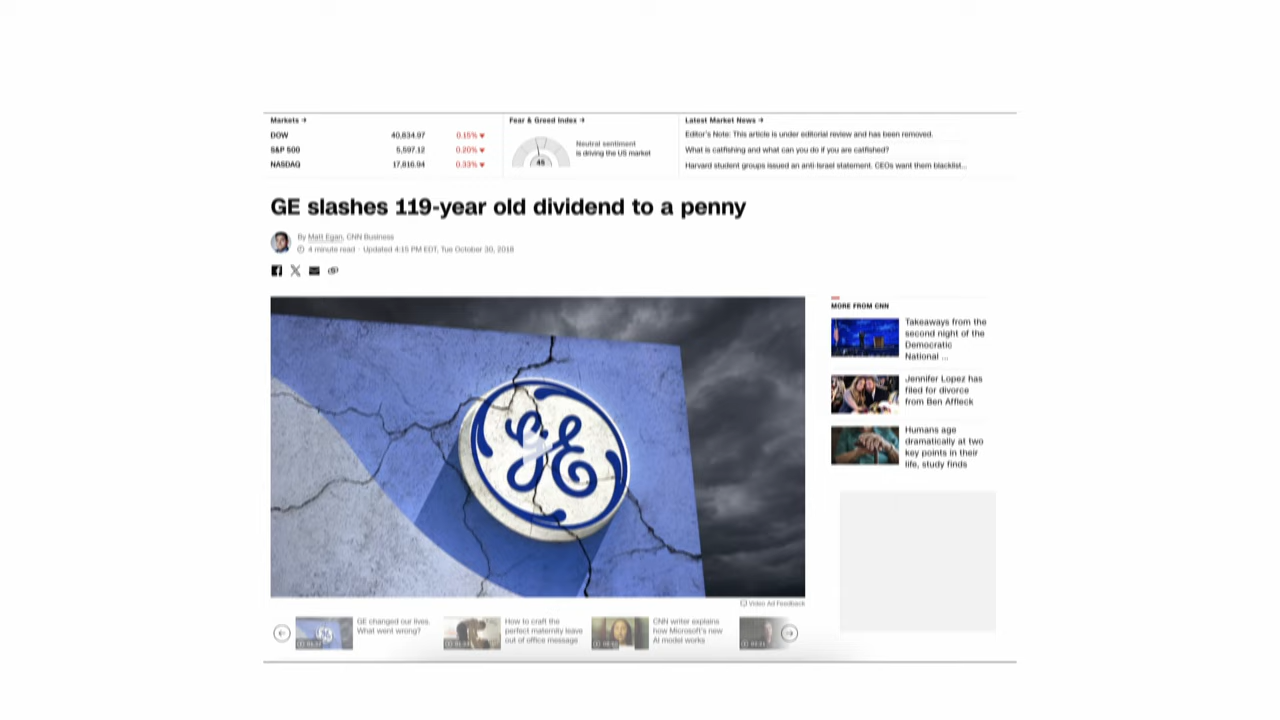 Markets →
DOW 40,834.97 0.15% ▼
S&P 500 5,597.12 0.20% ▼
NASDAQ 17,816.94 0.33% ▼
Fear & Greed Index →
45
Neutral sentiment
is driving the US market
Latest Market News →
Editor's Note: This article is under editorial review and has been removed.
What is catfishing and what can you do if you are catfished?
Harvard student groups issued an anti-Israel statement. CEOs want them blacklist...
GE slashes 119-year old dividend to a penny
By Matt Egan, CNN Business
4 minute read · Updated 4:15 PM EDT, Tue October 30, 2018
GE
MORE FROM CNN
Takeaways from the
second night of the
Democratic
National ...
Jennifer Lopez has
filed for divorce
from Ben Affleck
Humans age
dramatically at two
key points in their
life, study finds
Video Ad Feedback
GE changed our lives.
What went wrong?
How to craft the
perfect maternity leave
out of office message
CNN writer explains
how Microsoft's new
AI model works